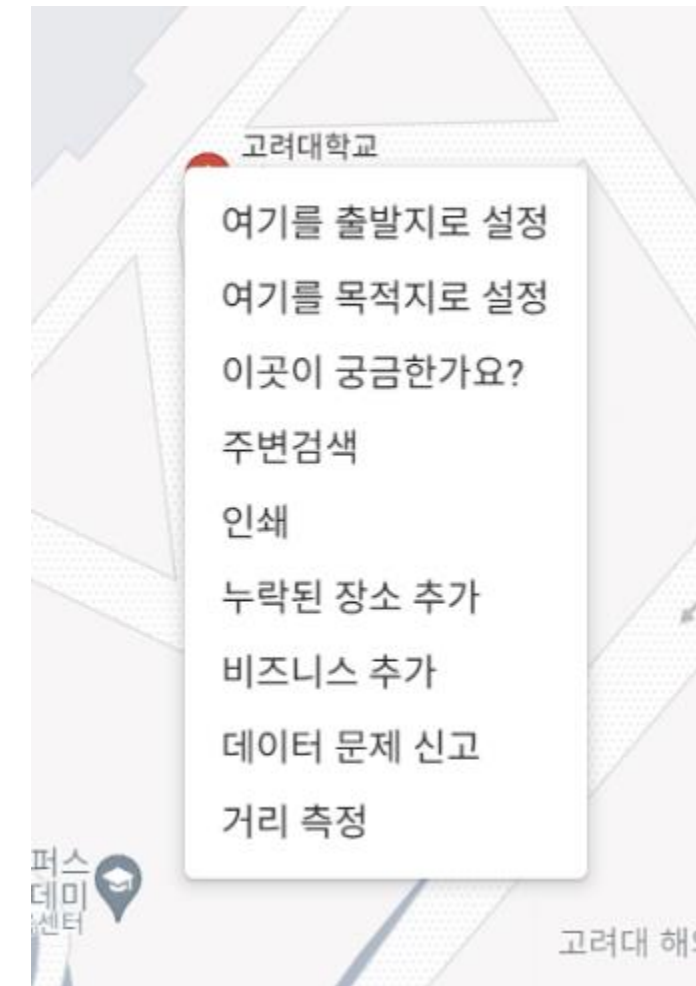 고려대학교
여기를 출발지로 설정
여기를 목적지로 설정
이곳이 궁금한가요?
주변검색
인쇄
누락된 장소 추가
비즈니스 추가
데이터 문제 신고
거리 측정
퍼스
데미
센터
고려대